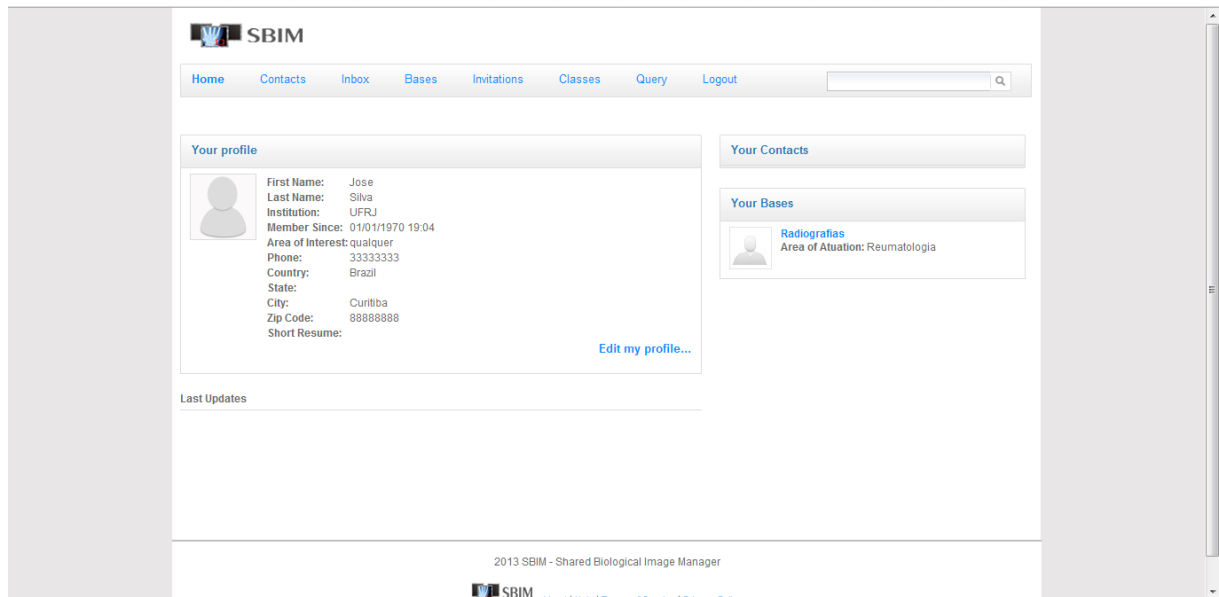 SBIM
Home Contacts Inbox Bases Invitations Classes Query Logout
Your profile
First Name: Jose
Last Name: Silva
Institution: UFRJ
Member Since: 01/01/1970 19:04
Area of Interest: qualquer
Phone: 33333333
Country: Brazil
State:
City: Curitiba
Zip Code: 88888888
Short Resume:
Edit my profile...
Last Updates
Your Contacts
Your Bases
Radiografias
Area of Atuation: Reumatologia
2013 SBIM - Shared Biological Image Manager
SBIM